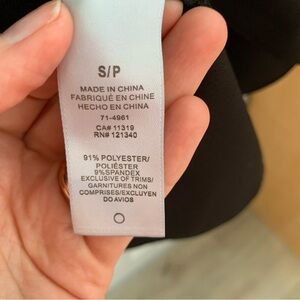 S/P
MADE IN CHINA
FABRIQUÉ EN CHINE
HECHO EN CHINA
71-4961
CA# 11319
RN# 121340
91% POLYESTER/
POLIÉSTER
9%SPANDEX
EXCLUSIVE OF TRIMS/
GARNITURES NON
COMPRISES/EXCLUYEN
DO AVIOS